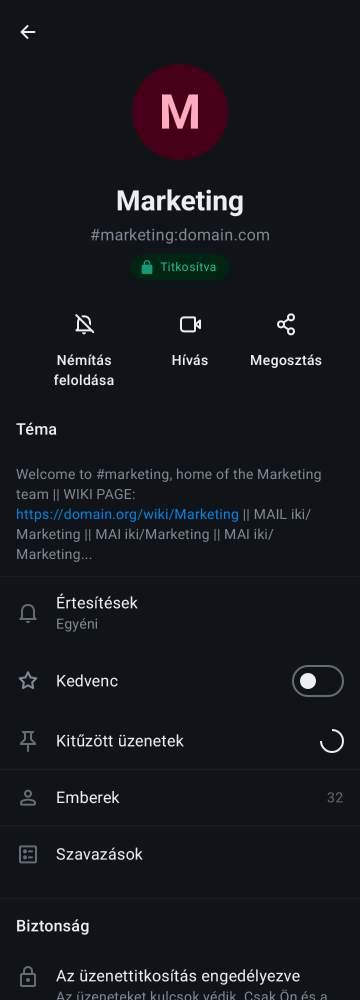 M
Marketing
#marketing:domain.com
Titkosítva
Némítás
feloldása
Hívás
Megosztás
Téma
Welcome to #marketing, home of the Marketing
team || WIKI PAGE:
https://domain.org/wiki/Marketing || MAIL iki/
Marketing || MAI iki/Marketing || MAI iki/
Marketing...
Értesítések
Egyéni
Kedvenc
Kitűzött üzenetek
Emberek
32
Szavazások
Biztonság
Az üzenettitkosítás engedélyezve
Az üzeneteket kulcsok védik. Csak Ön és a